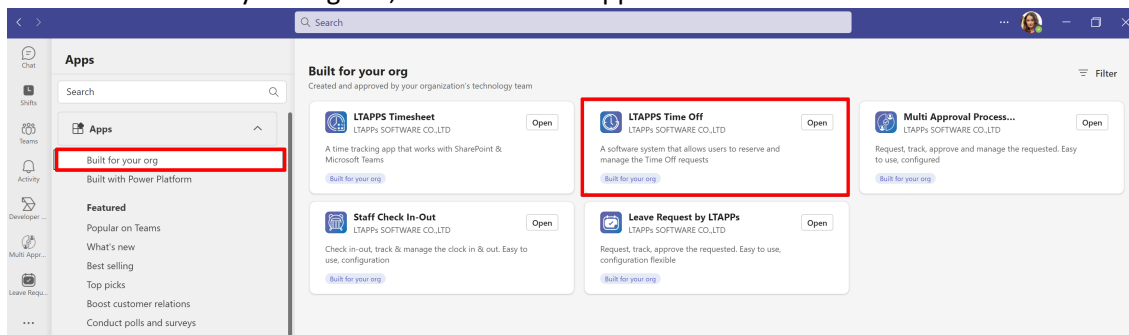 Search
Chat
Shifts
Teams
Activity
Developer ...
Multi Appr...
Leave Requ...
Apps
Search
Apps
Built for your org
Built with Power Platform
Featured
Popular on Teams
What's new
Best selling
Top picks
Boost customer relations
Conduct polls and surveys
Built for your org
Created and approved by your organization's technology team
Filter
LTAPPS Timesheet
LTAPPs SOFTWARE CO.,LTD
Open
A time tracking app that works with SharePoint &
Microsoft Teams
Built for your org
LTAPPS Time Off
LTAPPs SOFTWARE CO.,LTD
Open
A software system that allows users to reserve and
manage the Time Off requests
Built for your org
Multi Approval Process...
LTAPPs SOFTWARE CO.,LTD
Open
Request, track, approve and manage the requested. Easy
to use, configured
Built for your org
Staff Check In-Out
LTAPPs SOFTWARE CO.,LTD
Open
Check in-out, track & manage the clock in & out. Easy to
use, configuration
Built for your org
Leave Request by LTAPPs
LTAPPs SOFTWARE CO.,LTD
Open
Request, track, approve the requested. Easy to use,
configuration flexible
Built for your org